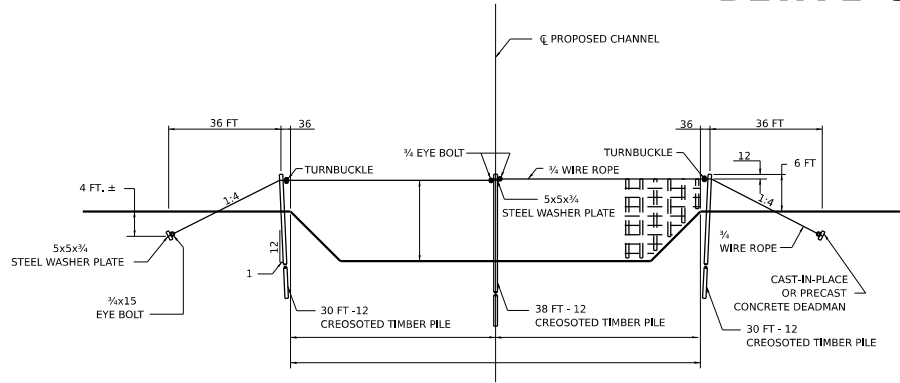 ℄ PROPOSED CHANNEL
36 FT
36
36
36 FT
¾ EYE BOLT
TURNBUCKLE
12
6 FT
TURNBUCKLE
¾ WIRE ROPE
4 FT. ±
1:4
5x5x¾
STEEL WASHER PLATE
1:4
5x5x¾
STEEL WASHER PLATE
12
1
¾
WIRE ROPE
¾x15
EYE BOLT
CAST-IN-PLACE
OR PRECAST
CONCRETE DEADMAN
30 FT -12
CREOSOTED TIMBER PILE
38 FT - 12
CREOSOTED TIMBER PILE
30 FT - 12
CREOSOTED TIMBER PILE